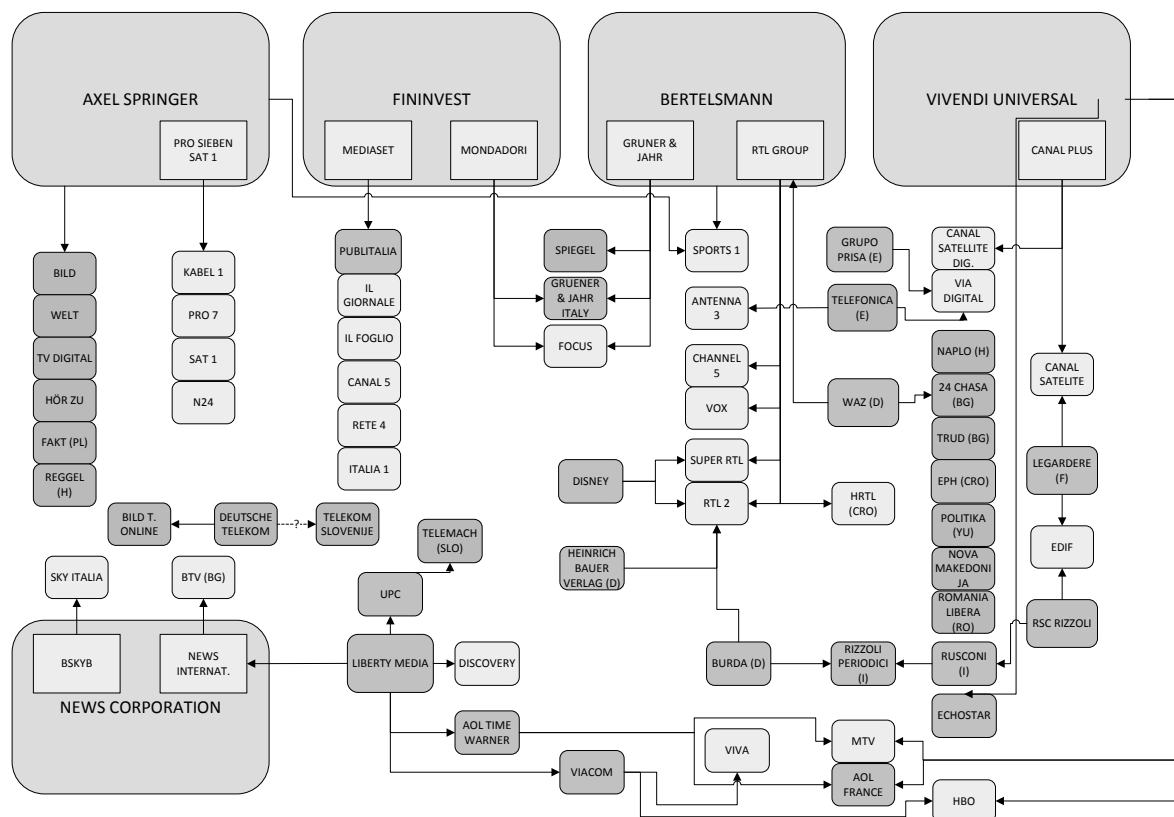 AXEL SPRINGER
PRO SIEBEN
SAT 1
FININVEST
MEDIASET
MONDADORI
BERTELSMANN
GRUNER &
JAHR
RTL GROUP
VIVENDI UNIVERSAL
CANAL PLUS
BILD
WELT
TV DIGITAL
HÖR ZU
FAKT (PL)
REGGEL
(H)
KABEL 1
PRO 7
SAT 1
N24
PUBLITALIA
IL
GIORNALE
IL FOGLIO
CANAL 5
RETE 4
ITALIA 1
SPIEGEL
GRUENER
& JAHR
ITALY
FOCUS
SPORTS 1
ANTENNA
3
CHANNEL
5
VOX
SUPER RTL
RTL 2
DISNEY
HEINRICH
BAUER
VERLAG (D)
GRUPO
PRISA (E)
TELEFONICA
(E)
WAZ (D)
HRTL
(CRO)
CANAL
SATELLITE
DIG.
VIA
DIGITAL
NAPLO (H)
24 CHASA
(BG)
TRUD (BG)
EPH (CRO)
POLITIKA
(YU)
NOVA
MAKEDONI
JA
ROMANIA
LIBERA
(RO)
CANAL
SATELITE
LEGARDERE
(F)
EDIF
RSC RIZZOLI
BILD T.
ONLINE
DEUTSCHE
TELEKOM
?
TELEKOM
SLOVENIJE
TELEMACH
(SLO)
UPC
SKY ITALIA
BTV (BG)
BSKYB
NEWS
INTERNAT.
NEWS CORPORATION
LIBERTY MEDIA
DISCOVERY
BURDA (D)
RIZZOLI
PERIODICI
(I)
RUSCONI
(I)
ECHOSTAR
AOL TIME
WARNER
VIACOM
VIVA
MTV
AOL
FRANCE
HBO